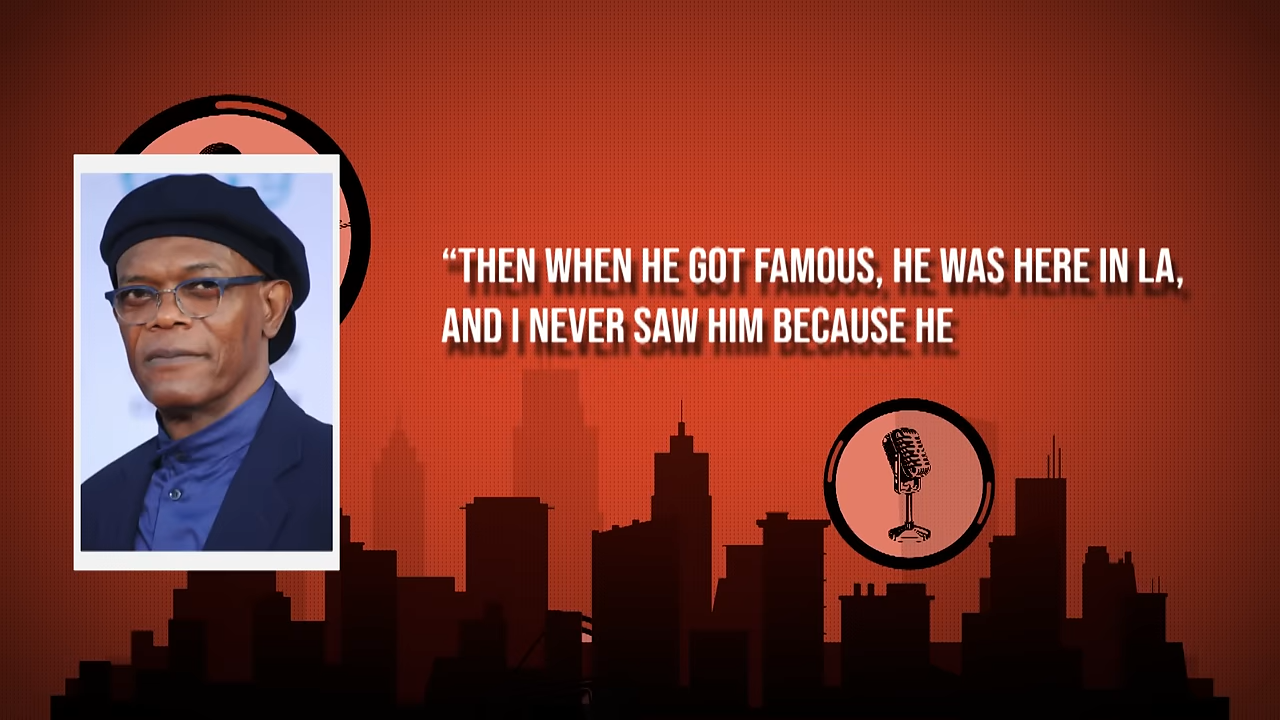 “THEN WHEN HE GOT FAMOUS, HE WAS HERE IN LA,
AND I NEVER SAW HIM BECAUSE HE